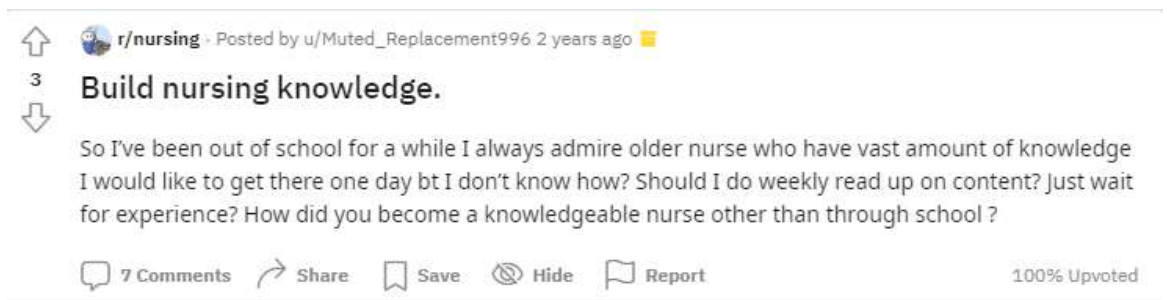 r/nursing · Posted by u/Muted_Replacement996 2 years ago
3
Build nursing knowledge.
So I've been out of school for a while I always admire older nurse who have vast amount of knowledge
I would like to get there one day bt I don't know how? Should I do weekly read up on content? Just wait
for experience? How did you become a knowledgeable nurse other than through school ?
7 Comments Share Save Hide Report 100% Upvoted